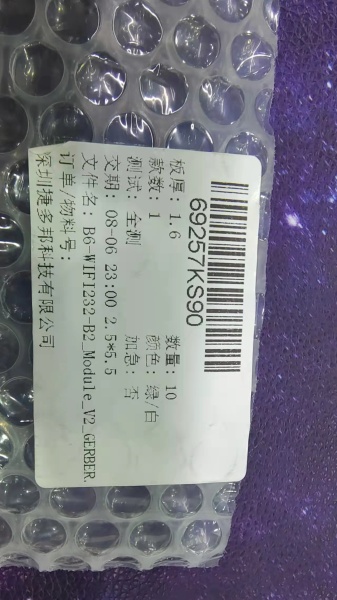 69257KS90
板厚: 1.6 数量: 10
款数: 1 颜色: 绿/白
测试: 全测 加急: 否
交期: 08-06 23:00 2.5*5.5
文件名: B6-WIFI232-B2_Module_V2_GERBER.
订单/物料号:
深圳捷多邦科技有限公司